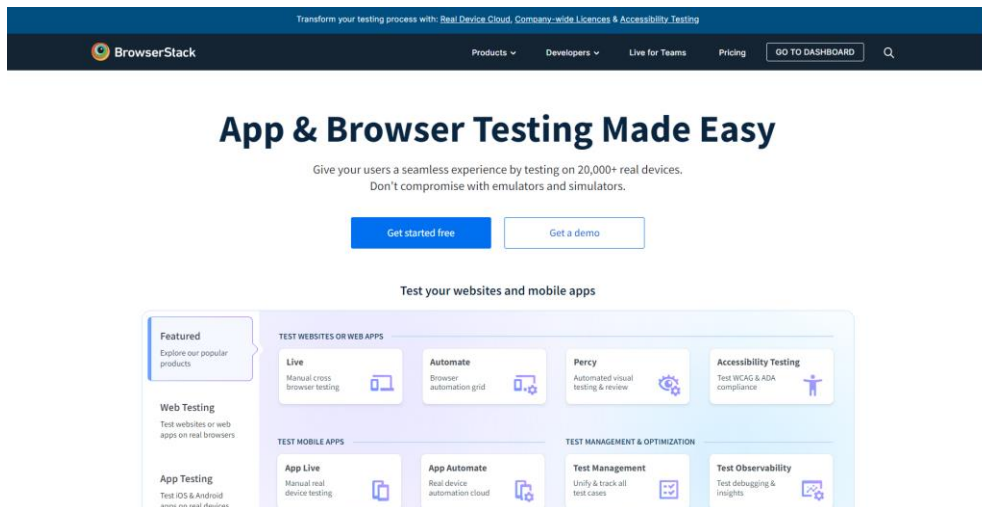 Transform your testing process with: Real Device Cloud, Company-wide Licences & Accessibility Testing
BrowserStack
Products
Developers
Live for Teams
Pricing
GO TO DASHBOARD
App & Browser Testing Made Easy
Give your users a seamless experience by testing on 20,000+ real devices.
Don't compromise with emulators and simulators.
Get started free
Get a demo
Test your websites and mobile apps
Featured
Explore our popular
products
Web Testing
Test websites or web
apps on real browsers
App Testing
Test iOS & Android
apps on real devices
TEST WEBSITES OR WEB APPS
Live
Manual cross
browser testing
Automate
Browser
automation grid
Percy
Automated visual
testing & review
Accessibility Testing
Test WCAG & ADA
compliance
TEST MOBILE APPS
App Live
Manual real
device testing
App Automate
Real device
automation cloud
TEST MANAGEMENT & OPTIMIZATION
Test Management
Unify & track all
test cases
Test Observability
Test debugging &
insights